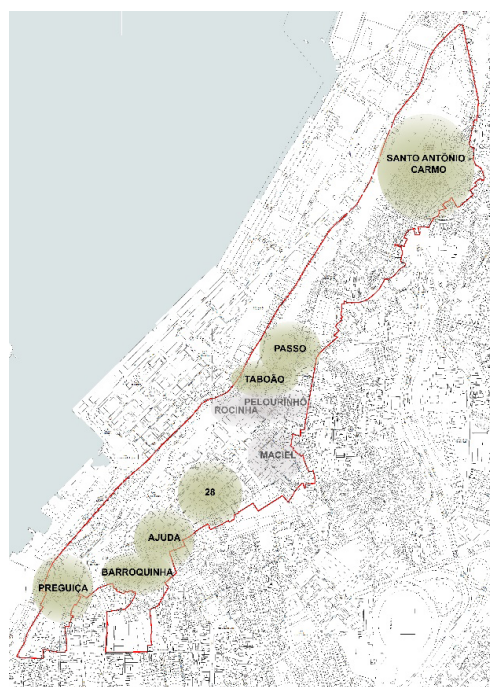 SANTO ANTÔNIO
CARMO
PASSO
TABOÃO
PELOURINHO
ROCINHA
MACIEL
28
AJUDA
BARROQUINHA
PREGUIÇA